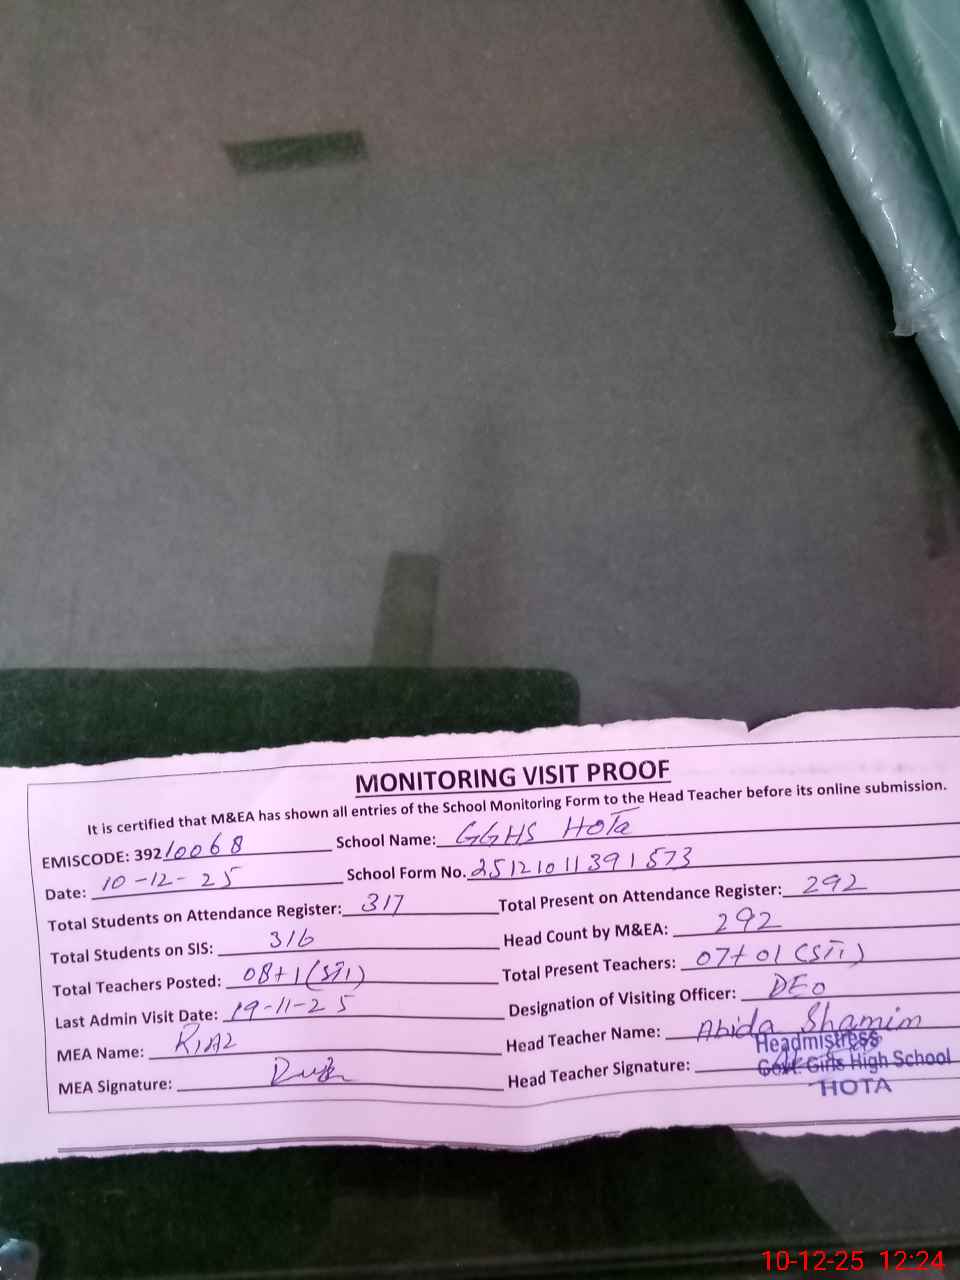 MONITORING VISIT PROOF
It is certified that M&EA has shown all entries of the School Monitoring Form to the Head Teacher before its online submission.
EMISCODE: 39210068 School Name: GGHS Hota
Date: 10-12-25 School Form No. 2512101139 1573
Total Students on Attendance Register: 317 Total Present on Attendance Register: 292
Total Students on SIS: 316 Head Count by M&EA: 292
Total Teachers Posted: 08+1(STI) Total Present Teachers: 07+01(STI)
Last Admin Visit Date: 19-11-25 Designation of Visiting Officer: DEO
MEA Name: RIAZ Head Teacher Name: Abida Shamim
MEA Signature: Head Teacher Signature:
Headmistress
Govt. Girls High School
HOTA
10-12-25 12:24